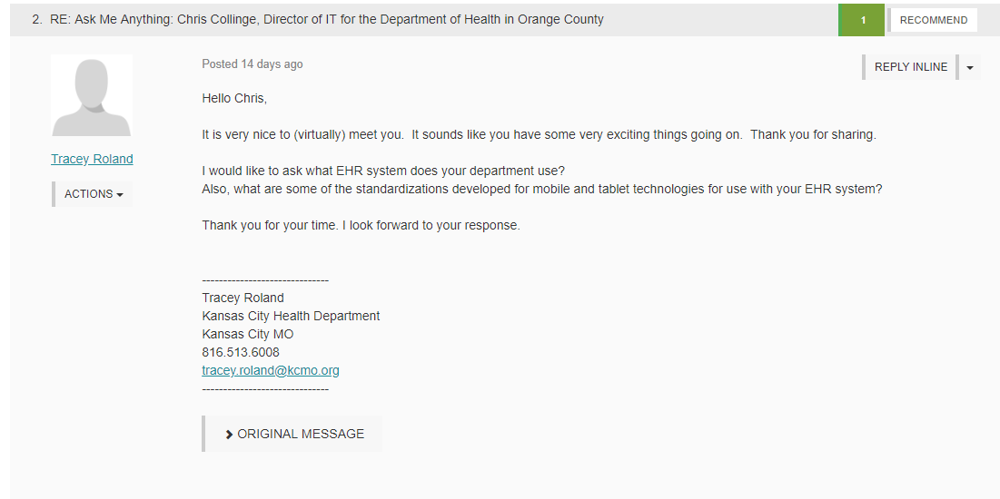 2. RE: Ask Me Anything: Chris Collinge, Director of IT for the Department of Health in Orange County
1
RECOMMEND
Posted 14 days ago
REPLY INLINE
Hello Chris,
It is very nice to (virtually) meet you.  It sounds like you have some very exciting things going on.  Thank you for sharing.
Tracey Roland
ACTIONS
I would like to ask what EHR system does your department use?
Also, what are some of the standardizations developed for mobile and tablet technologies for use with your EHR system?
Thank you for your time. I look forward to your response.
------------------------------
Tracey Roland
Kansas City Health Department
Kansas City MO
816.513.6008
tracey.roland@kcmo.org
------------------------------
ORIGINAL MESSAGE